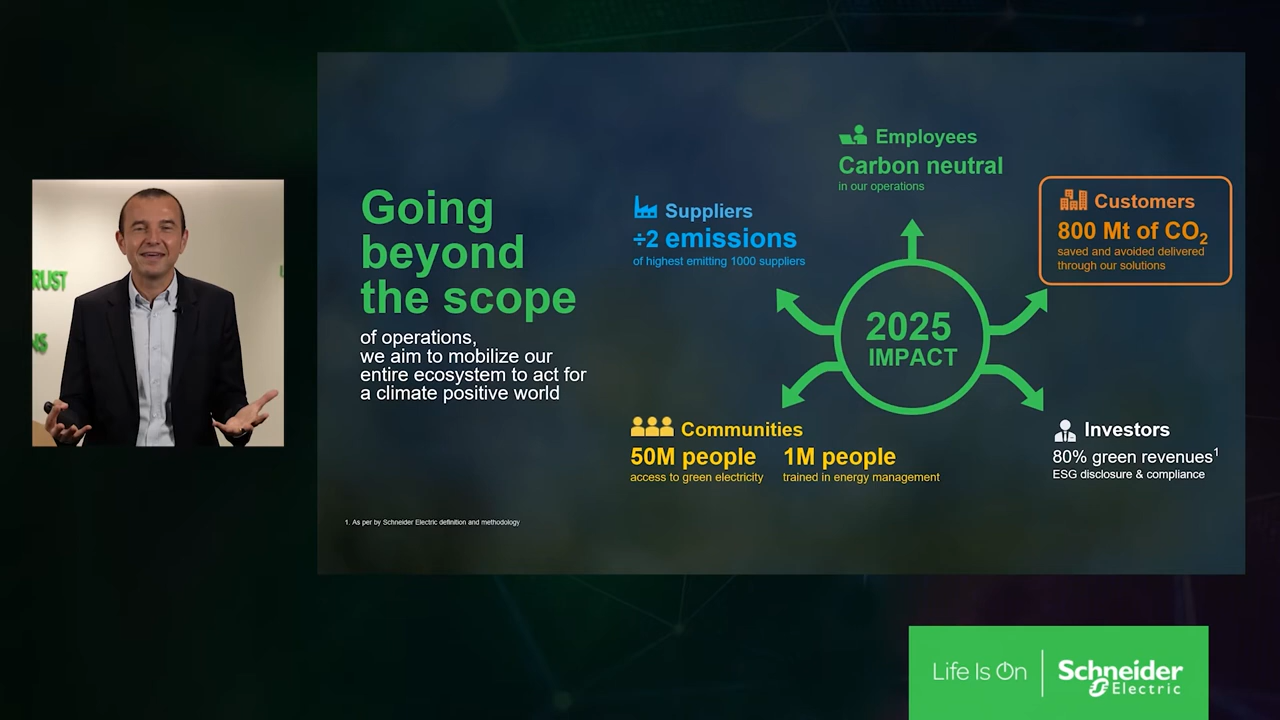 RUST
NS
Going
beyond
the scope
of operations,
we aim to mobilize our
entire ecosystem to act for
a climate positive world
Employees
Carbon neutral
in our operations
Suppliers
÷2 emissions
of highest emitting 1000 suppliers
Customers
800 Mt of CO₂
saved and avoided delivered
through our solutions
2025
IMPACT
Communities
50M people
access to green electricity
1M people
trained in energy management
Investors
80% green revenues¹
ESG disclosure & compliance
1. As per by Schneider Electric definition and methodology
Life Is On
Schneider
Electric